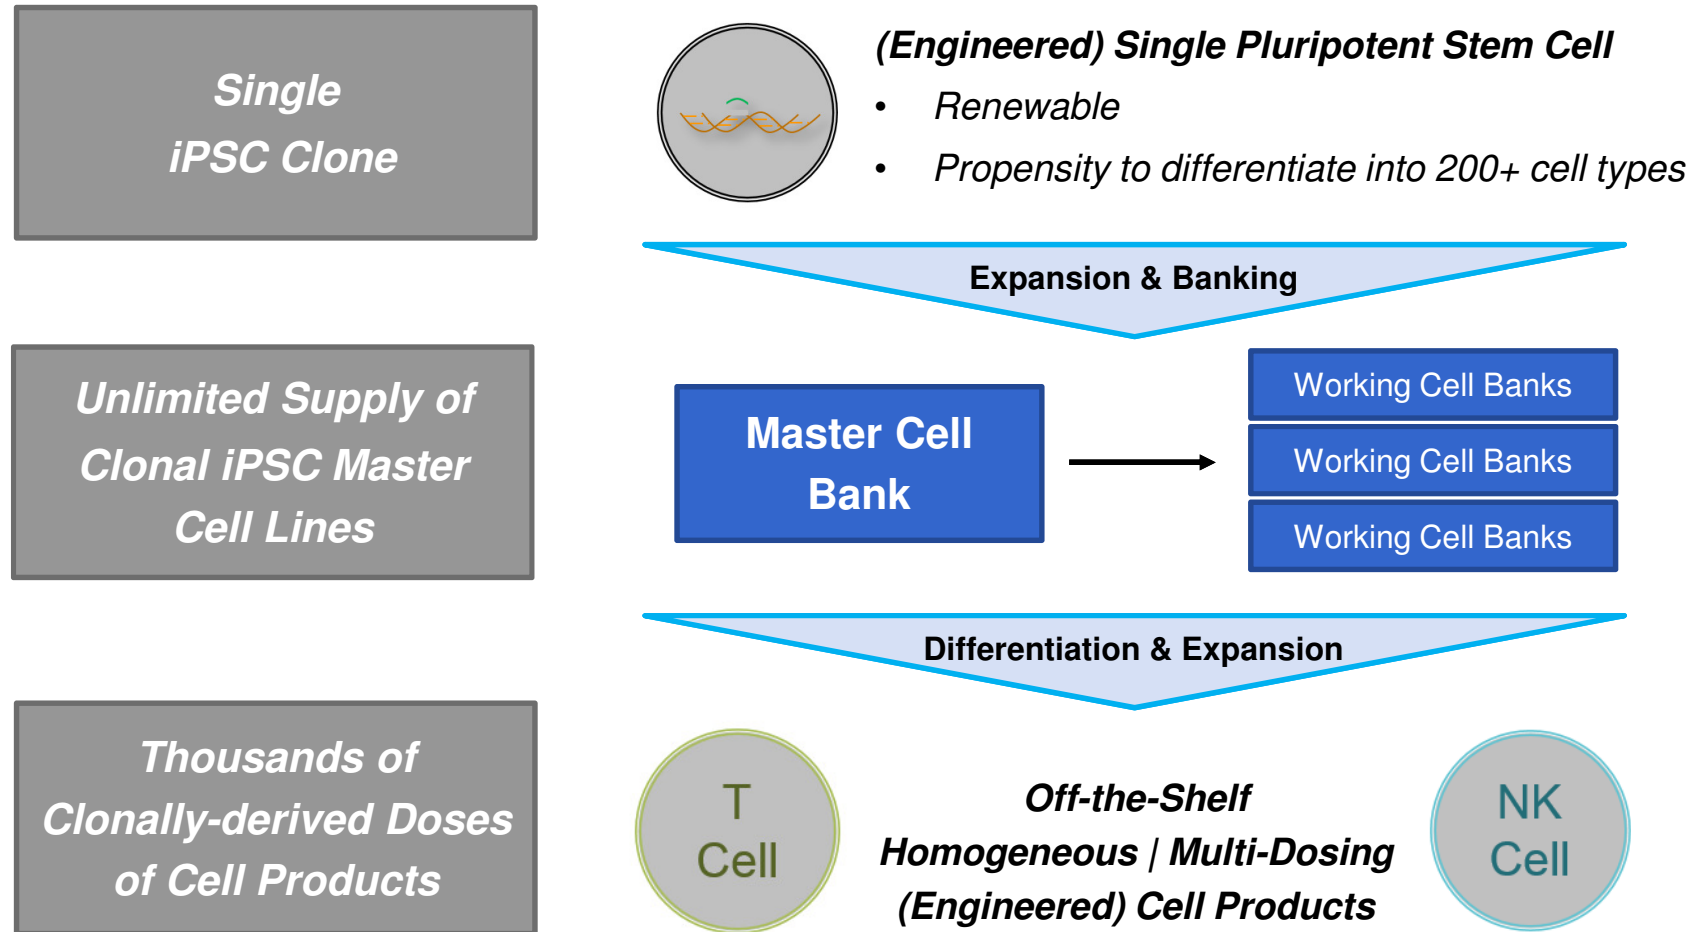 Single
iPSC Clone
(Engineered) Single Pluripotent Stem Cell
• Renewable
• Propensity to differentiate into 200+ cell types
Expansion & Banking
Unlimited Supply of
Clonal iPSC Master
Cell Lines
Master Cell
Bank
Working Cell Banks
Working Cell Banks
Working Cell Banks
Differentiation & Expansion
Thousands of
Clonally-derived Doses
of Cell Products
T
Cell
Off-the-Shelf
Homogeneous | Multi-Dosing
(Engineered) Cell Products
NK
Cell